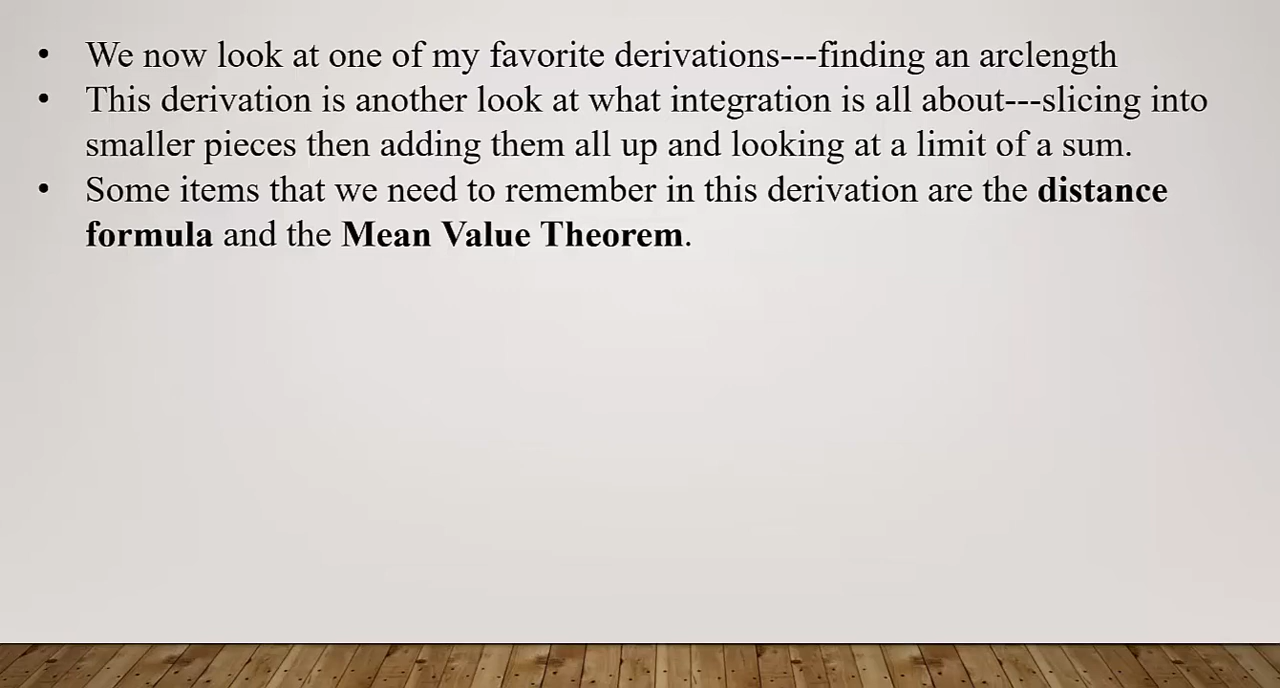 • We now look at one of my favorite derivations---finding an arclength
• This derivation is another look at what integration is all about---slicing into
smaller pieces then adding them all up and looking at a limit of a sum.
• Some items that we need to remember in this derivation are the distance
formula and the Mean Value Theorem.